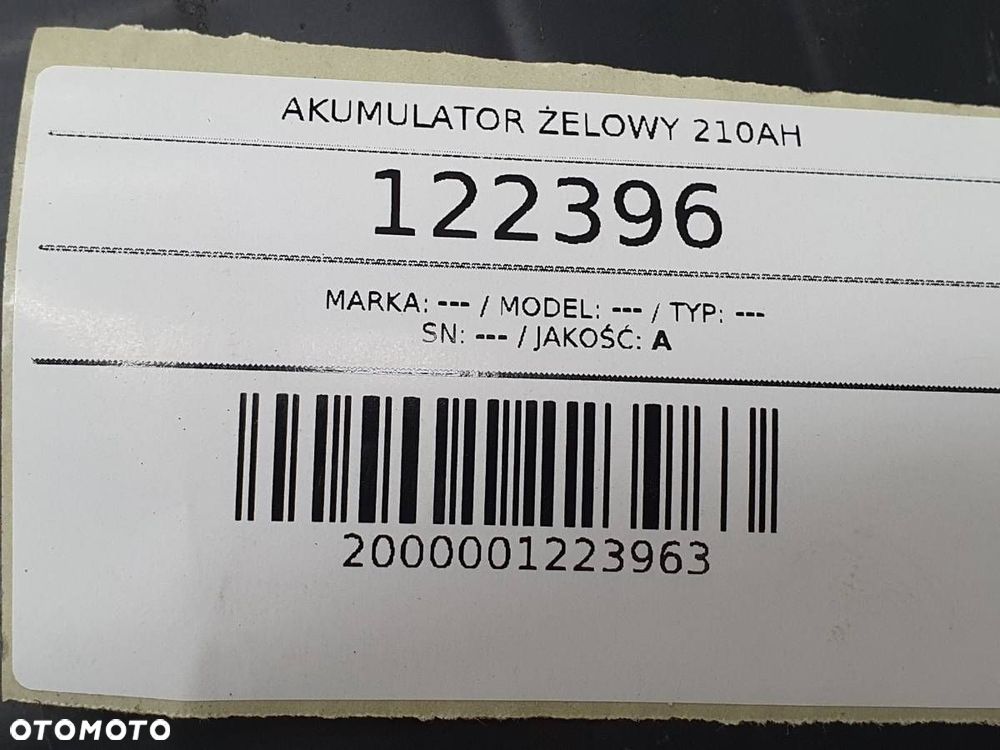 AKUMULATOR ŻELOWY 210AH
122396
MARKA: --- / MODEL: --- / TYP: ---
SN: --- / JAKOŚĆ: A
2000001223963
OTOMOTO